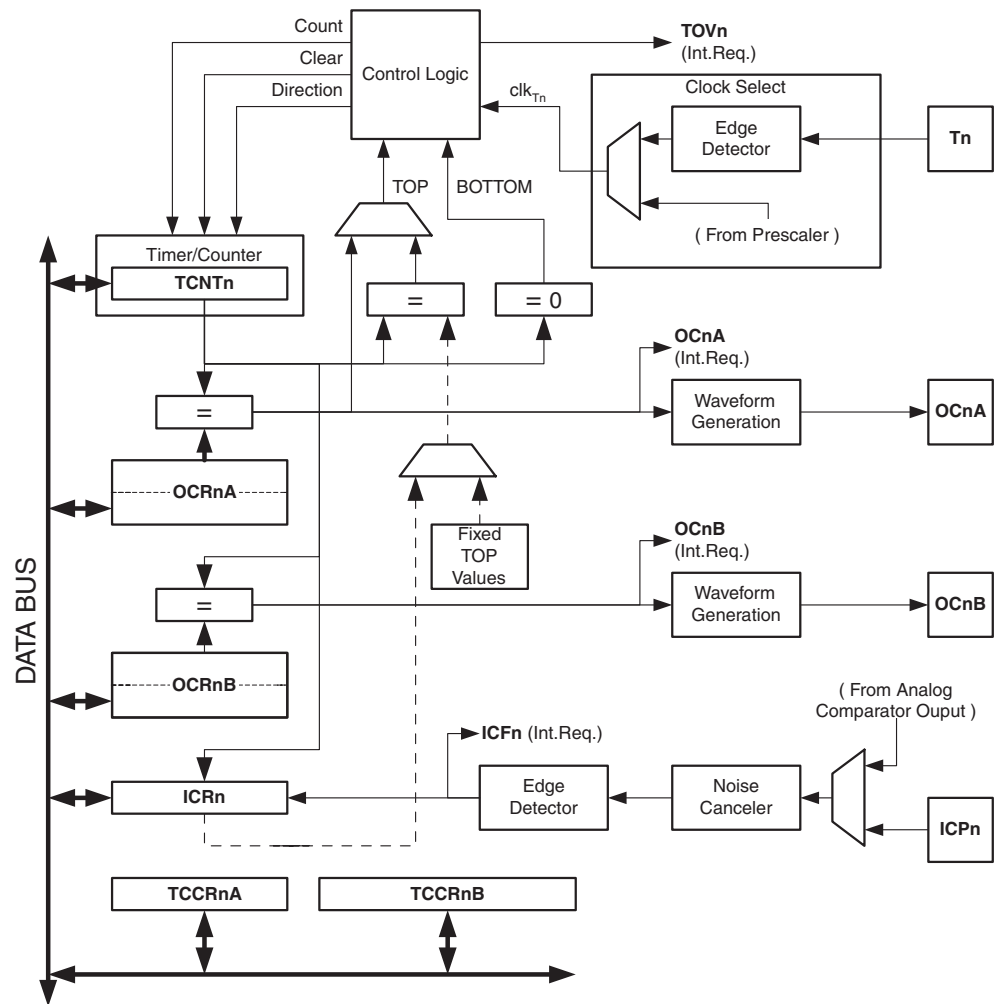 Count
Clear
Direction
Control Logic
TOVn
(Int.Req.)
clkTn
Clock Select
Edge
Detector
Tn
( From Prescaler )
TOP
BOTTOM
Timer/Counter
TCNTn
=
= 0
OCnA
(Int.Req.)
=
Waveform
Generation
OCnA
OCRnA
Fixed
TOP
Values
OCnB
(Int.Req.)
=
Waveform
Generation
OCnB
DATA BUS
OCRnB
( From Analog
Comparator Ouput )
ICFn (Int.Req.)
ICRn
Edge
Detector
Noise
Canceler
ICPn
TCCRnA
TCCRnB